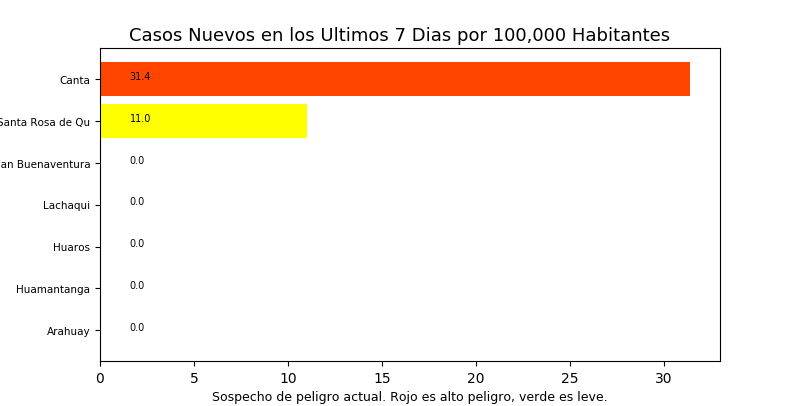 Casos Nuevos en los Ultimos 7 Dias por 100,000 Habitantes
Canta 31.4
Santa Rosa de Qu 11.0
an Buenaventura 0.0
Lachaqui 0.0
Huaros 0.0
Huamantanga 0.0
Arahuay 0.0
0 5 10 15 20 25 30
Sospecho de peligro actual. Rojo es alto peligro, verde es leve.